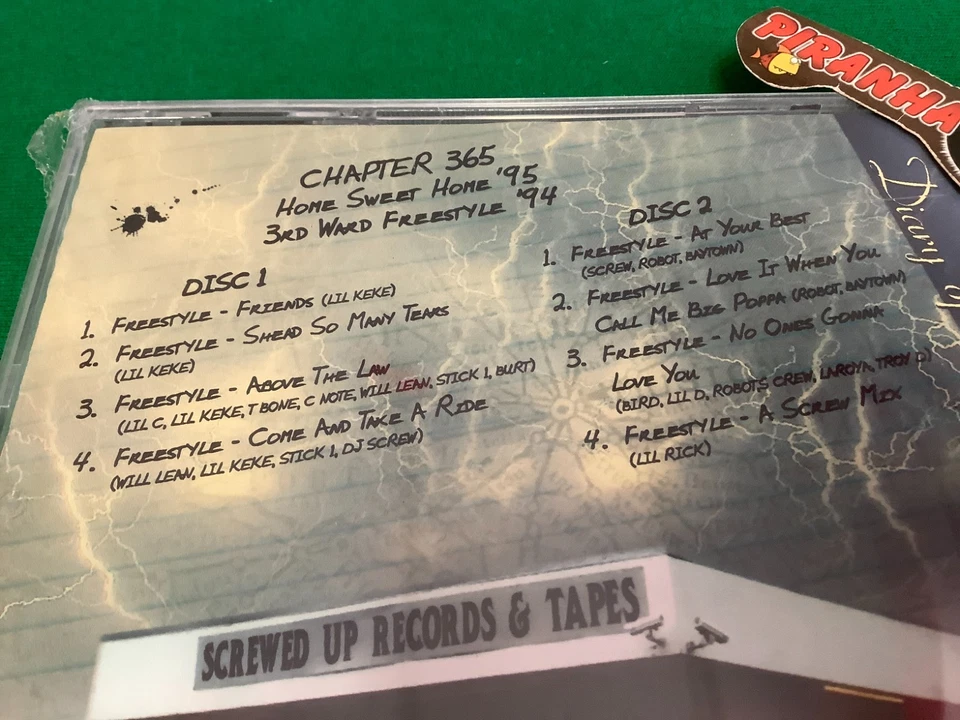 PIRANHA
Diary of
CHAPTER 365
HOME SWEET HOME '95
3RD WARD FREESTYLE '94
DISC 1
1. FREESTYLE - FRIENDS (LIL KEKE)
2. FREESTYLE - SHEAD SO MANY TEARS
(LIL KEKE)
3. FREESTYLE - ABOVE THE LAW
(LIL C, LIL KEKE, T BONE, C NOTE, WILL LEAN, STICK 1, BURT)
4. FREESTYLE - COME AND TAKE A RIDE
(WILL LEAN, LIL KEKE, STICK 1, DJ SCREW)
DISC 2
1. FREESTYLE - AT YOUR BEST
(SCREW, ROBOT, BAYTOWN)
2. FREESTYLE - LOVE IT WHEN YOU
CALL ME BIG POPPA (ROBOT, BAYTOWN)
3. FREESTYLE - NO ONES GONNA
LOVE YOU
(BIRD, LIL D, ROBOTS CREW, LAROYA, TROY D)
4. FREESTYLE - A SCREW MIX
(LIL RICK)
SCREWED UP RECORDS & TAPES